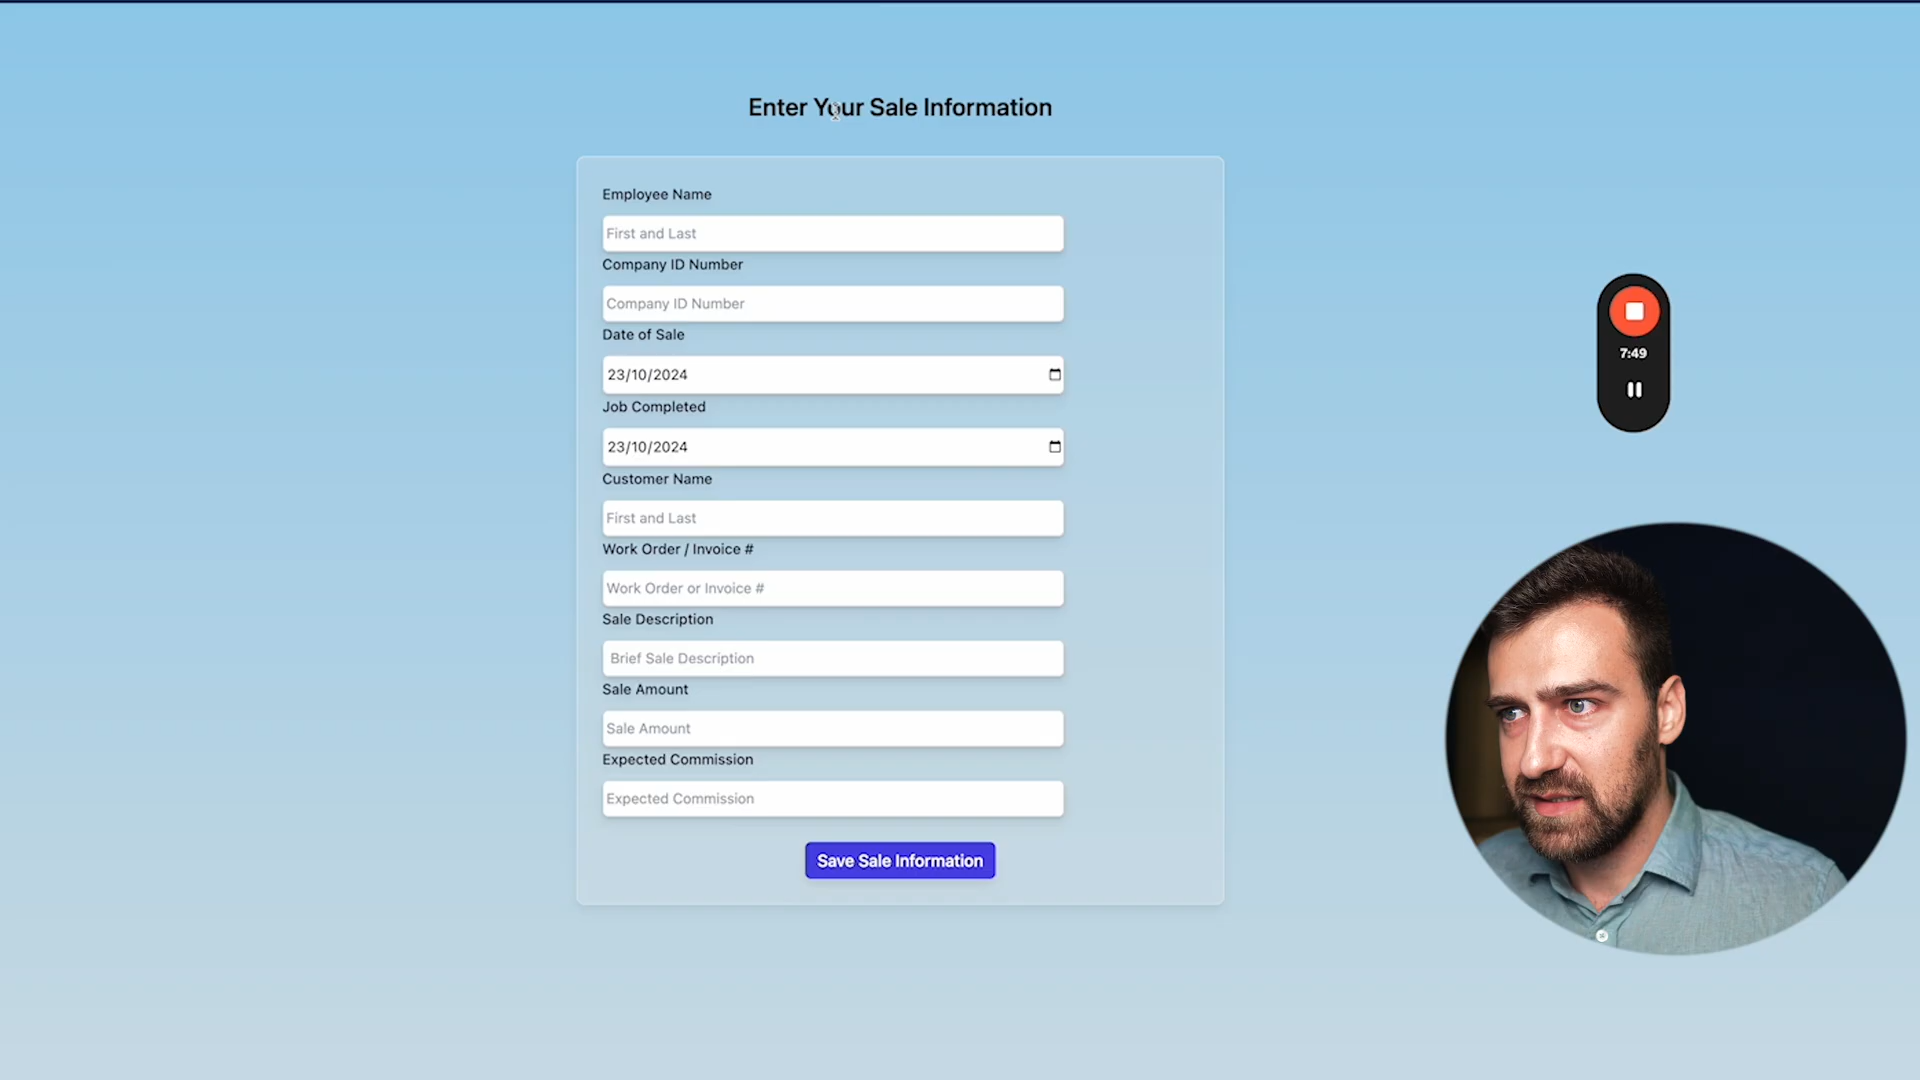 Enter Your Sale Information
Employee Name
First and Last
Company ID Number
Company ID Number
Date of Sale
23/10/2024
Job Completed
23/10/2024
Customer Name
First and Last
Work Order / Invoice #
Work Order or Invoice #
Sale Description
Brief Sale Description
Sale Amount
Sale Amount
Expected Commission
Expected Commission
Save Sale Information
7:49